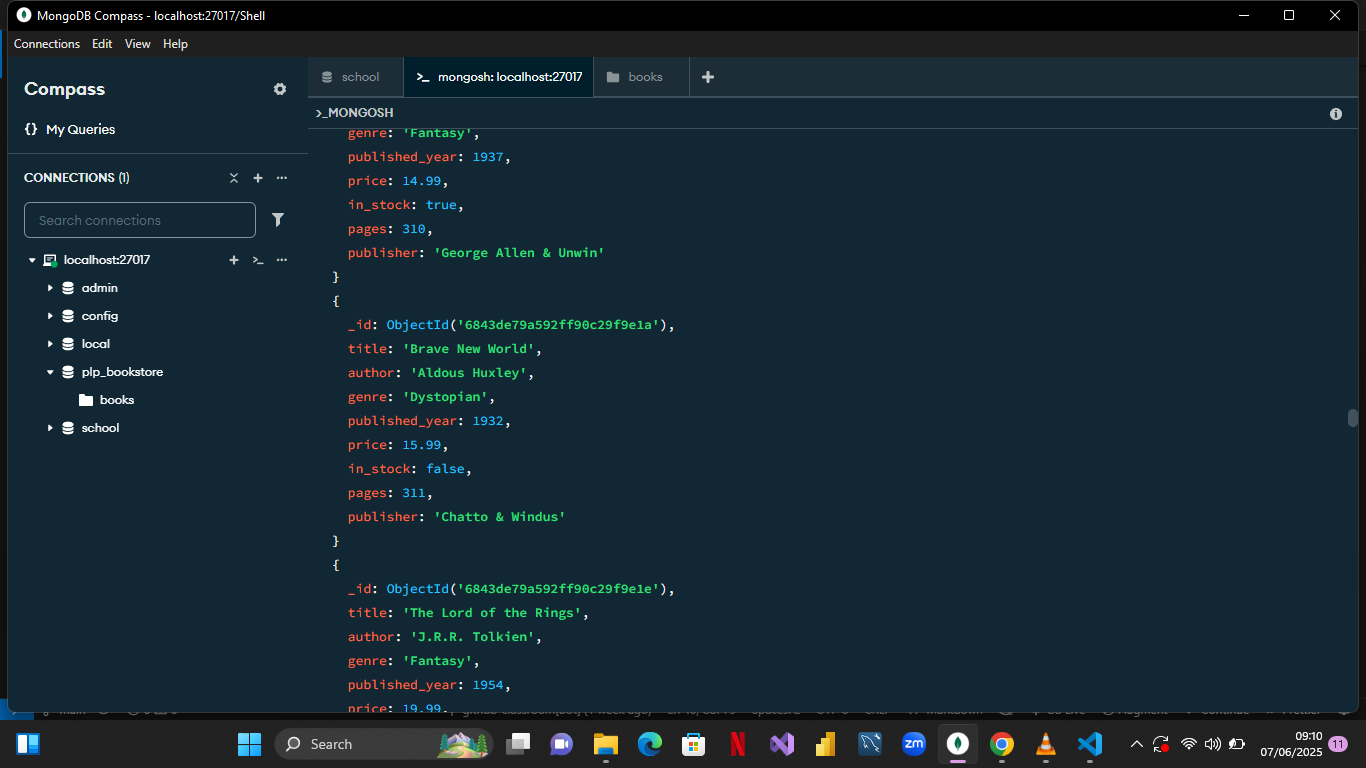 MongoDB Compass - localhost:27017/Shell
Connections Edit View Help
Compass
My Queries
CONNECTIONS (1)
Search connections
localhost:27017
admin
config
local
plp_bookstore
books
school
school
mongosh: localhost:27017
books
>_MONGOSH
genre: 'Fantasy',
published_year: 1937,
price: 14.99,
in_stock: true,
pages: 310,
publisher: 'George Allen & Unwin'
}
{
_id: ObjectId('6843de79a592ff90c29f9e1a'),
title: 'Brave New World',
author: 'Aldous Huxley',
genre: 'Dystopian',
published_year: 1932,
price: 15.99,
in_stock: false,
pages: 311,
publisher: 'Chatto & Windus'
}
{
_id: ObjectId('6843de79a592ff90c29f9e1e'),
title: 'The Lord of the Rings',
author: 'J.R.R. Tolkien',
genre: 'Fantasy',
published_year: 1954,
price: 19.99,
Search
zm
09:10
07/06/2025
11